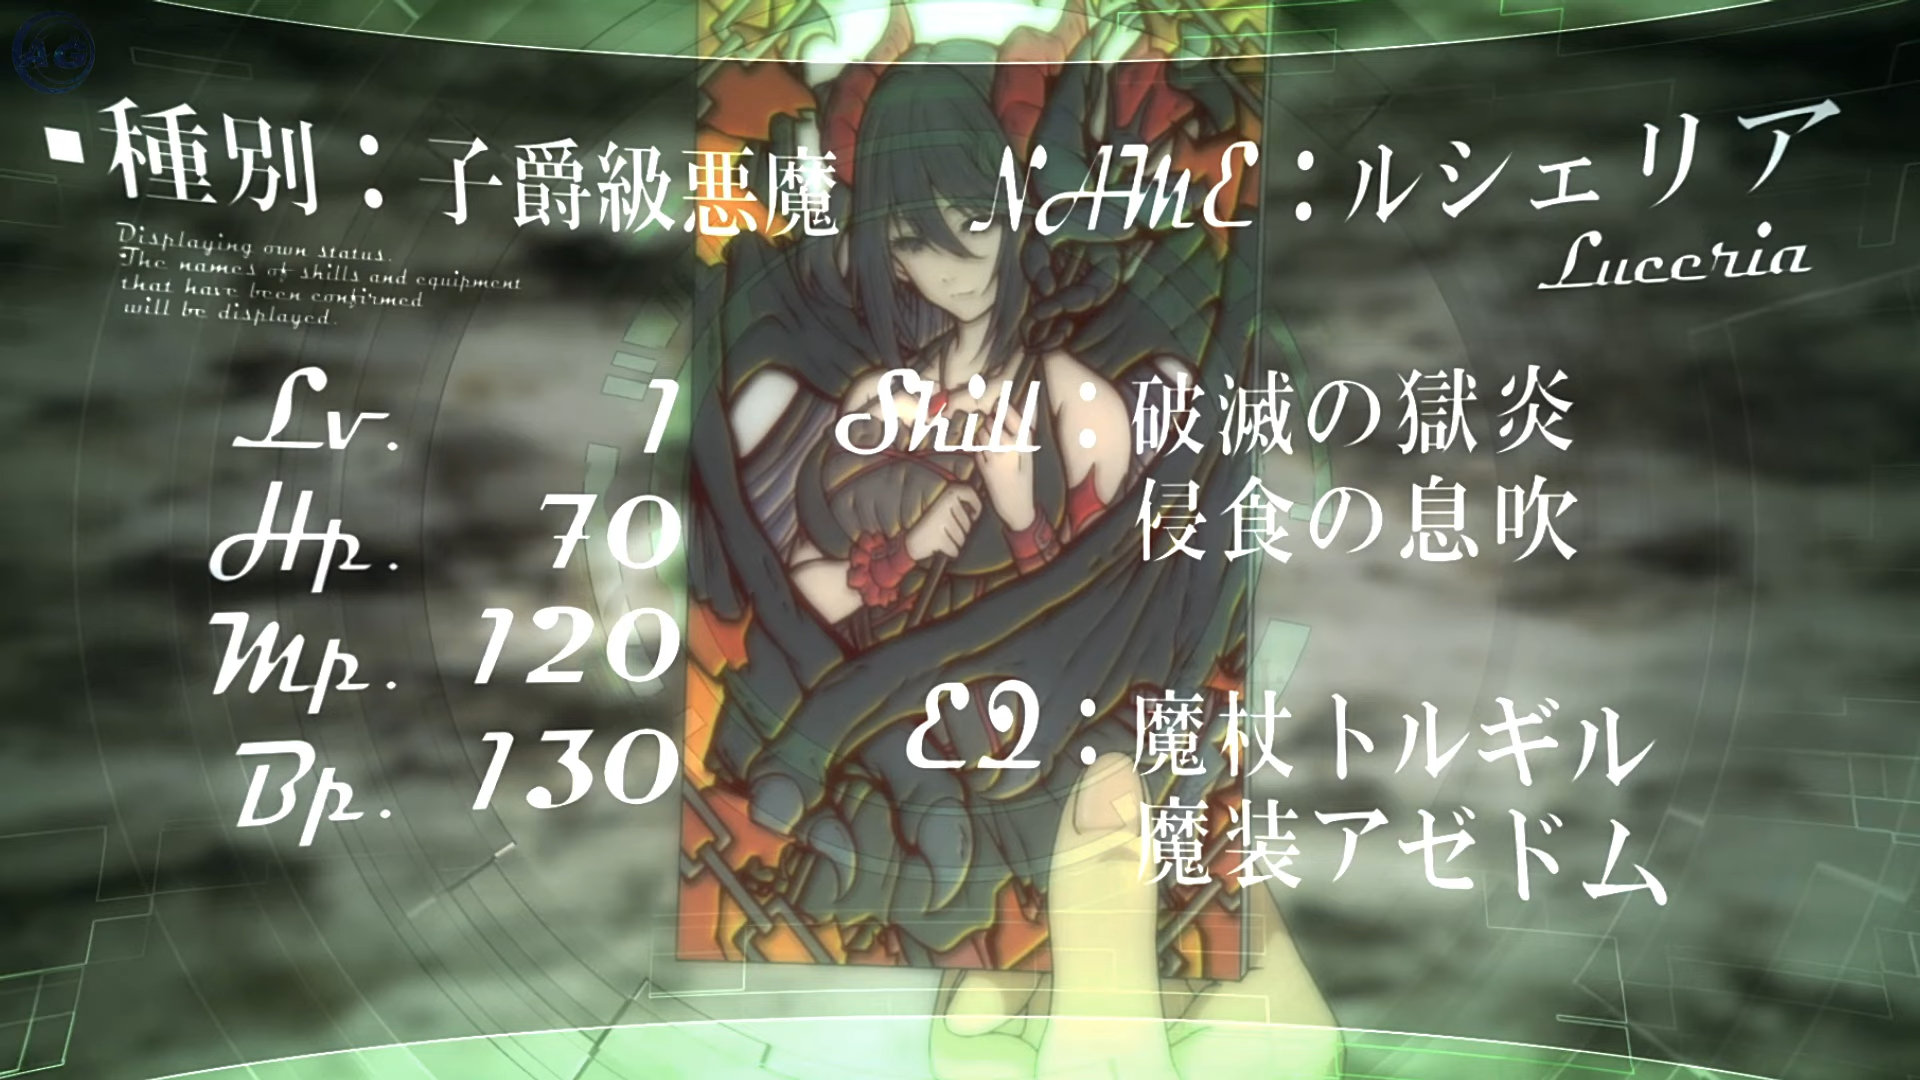 種別：子爵級悪魔
NAME：ルシェリア
Luceria
Displaying own status.
The names of skills and equipment
that have been confirmed
will be displayed.
Lv. 1
Hp. 70
Mp. 120
Bp. 130
Skill：破滅の獄炎
侵食の息吹
EQ：魔杖トルギル
魔装アゼドム